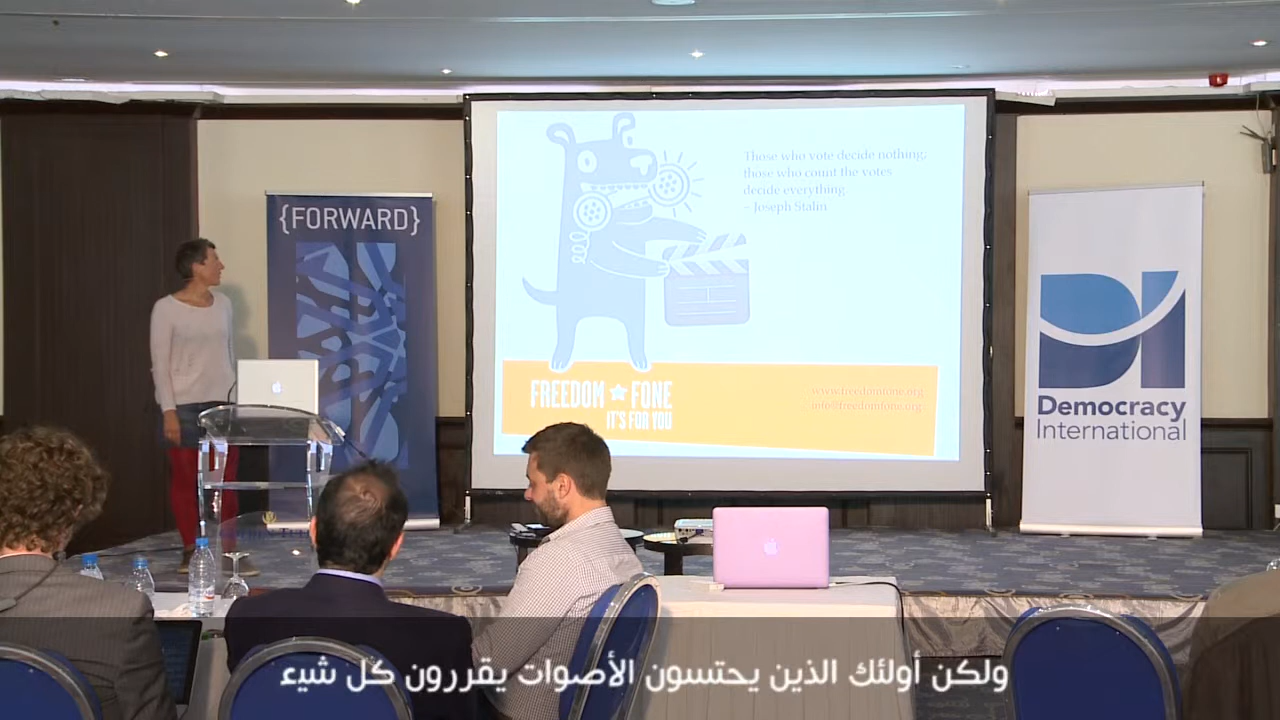 {FORWARD}
Those who vote decide nothing;
those who count the votes
decide everything.
– Joseph Stalin
FREEDOM FONE
IT'S FOR YOU
www.freedomfone.org
info@freedomfone.org
DI
Democracy
International
ولكن أولئك الذين يحتسبون الأصوات يقررون كل شيء